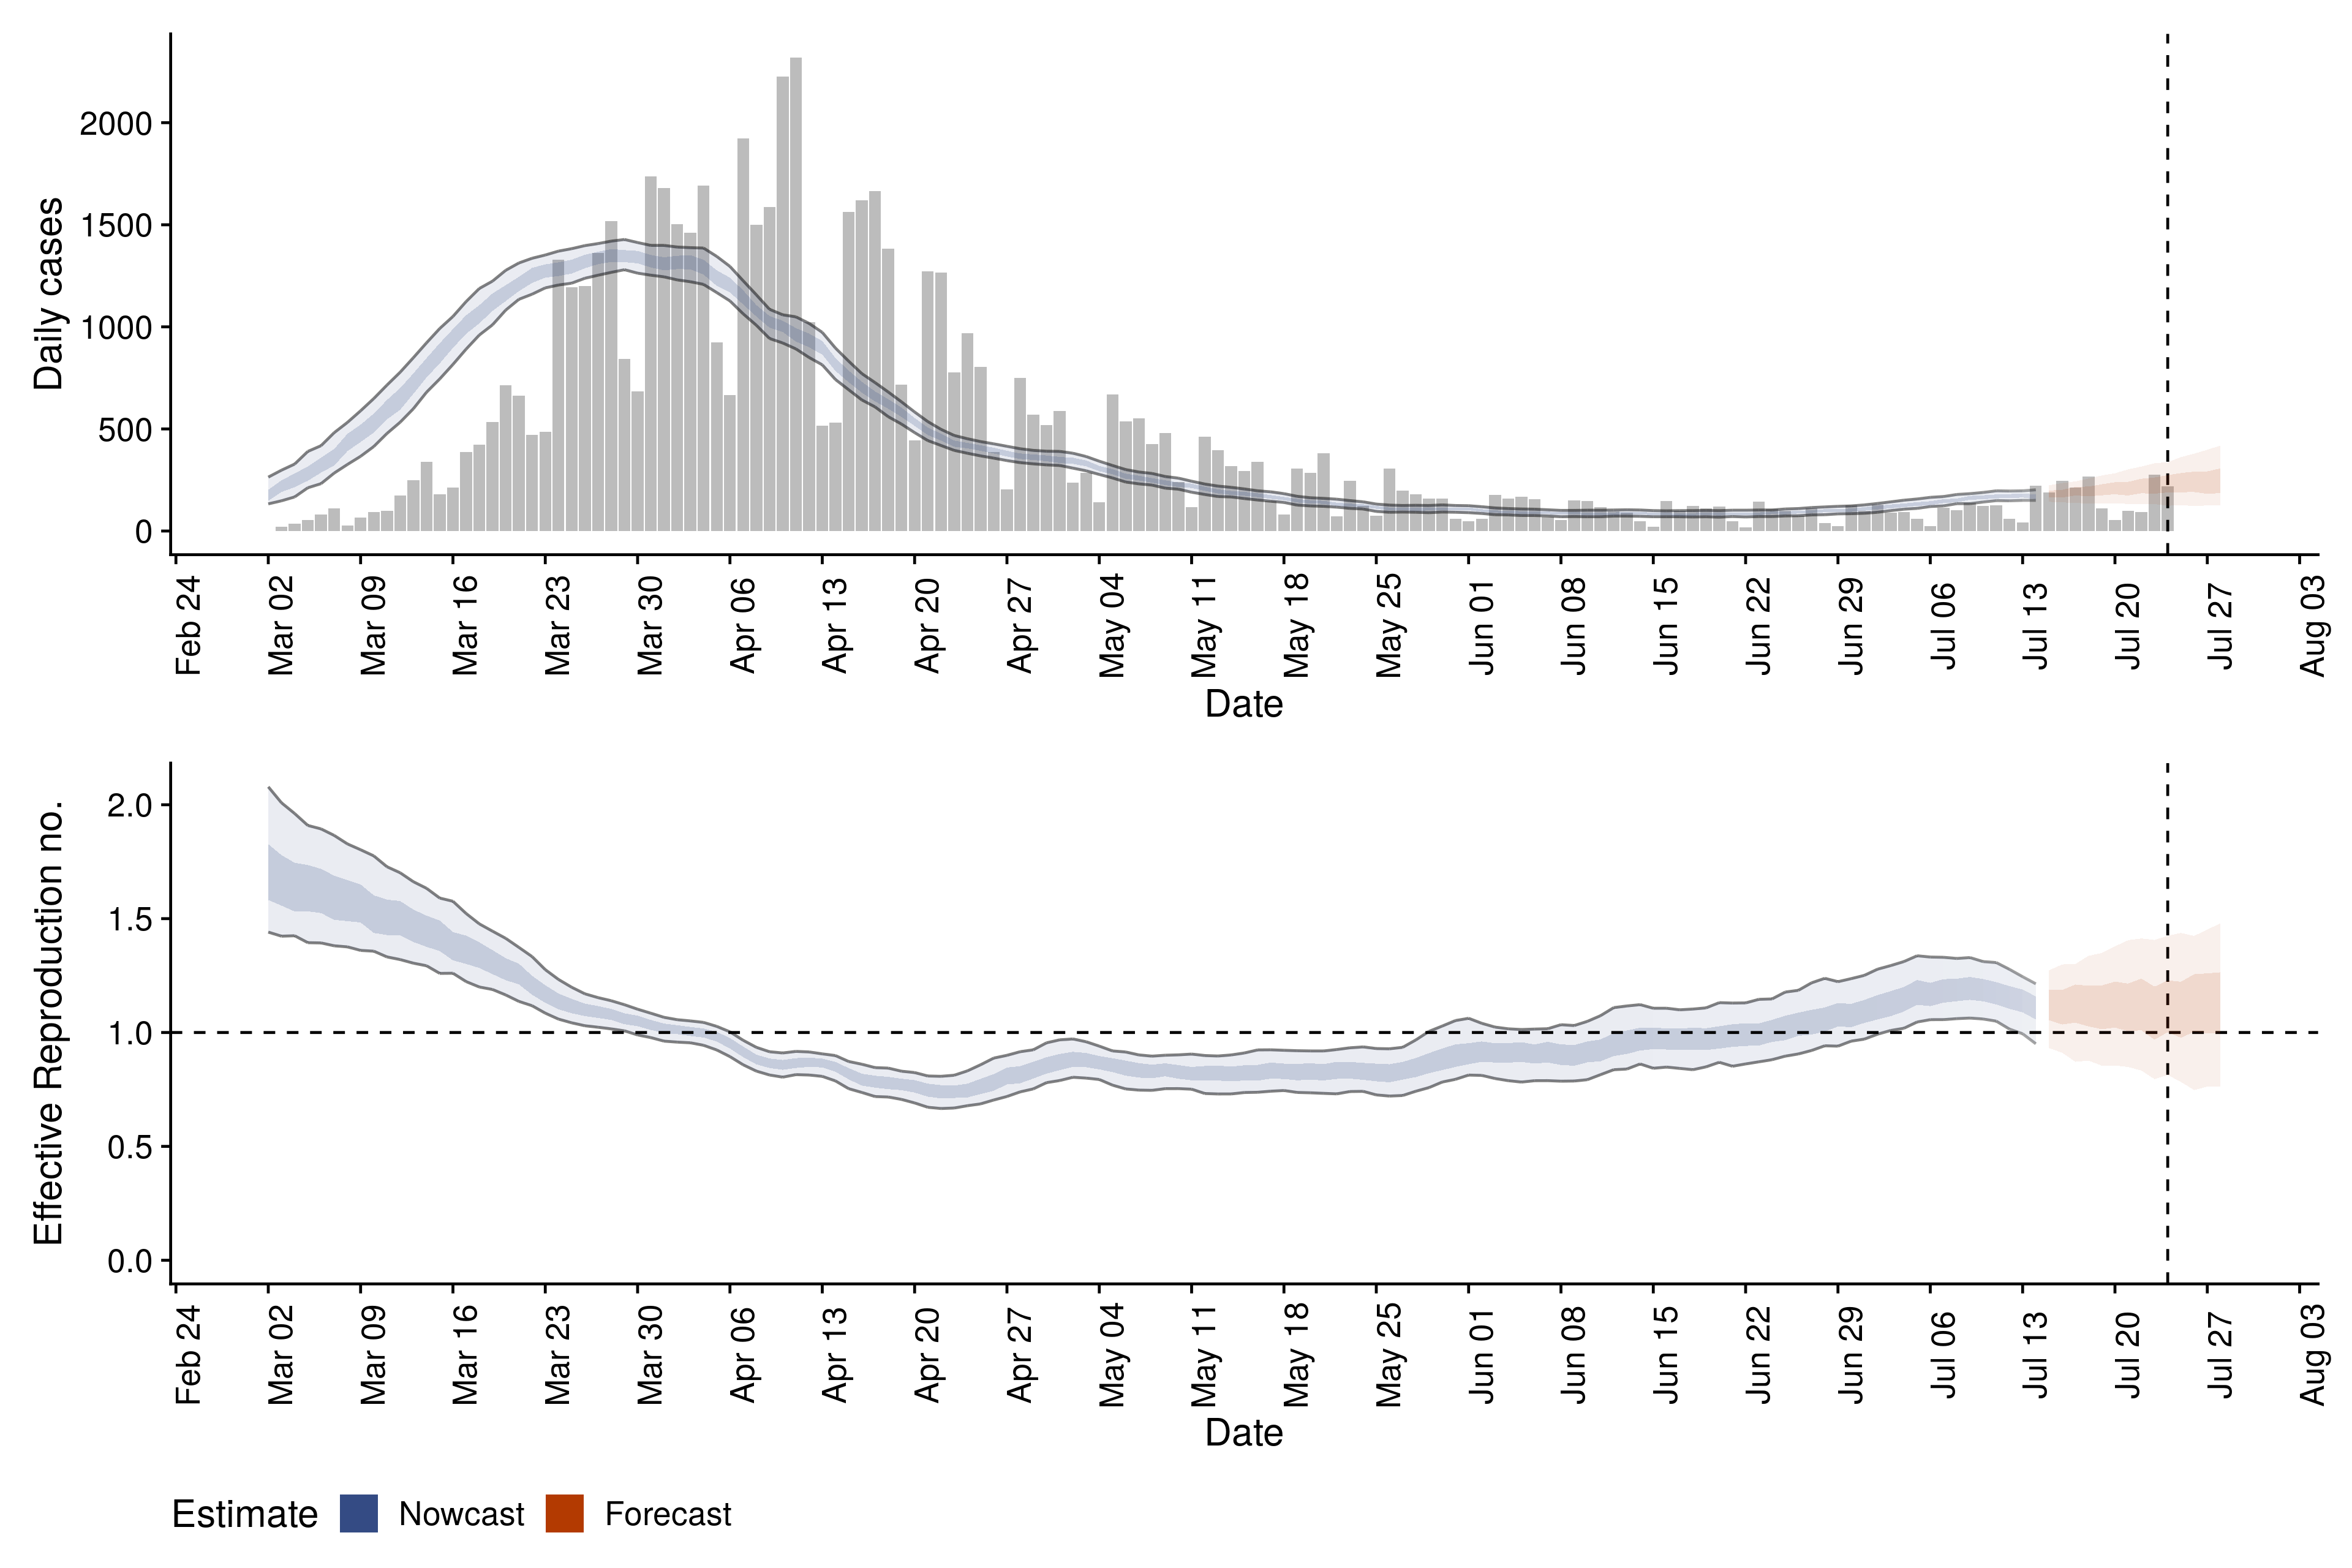 Daily cases
2000
1500
1000
500
0
Feb 24
Mar 02
Mar 09
Mar 16
Mar 23
Mar 30
Apr 06
Apr 13
Apr 20
Apr 27
May 04
May 11
May 18
May 25
Jun 01
Jun 08
Jun 15
Jun 22
Jun 29
Jul 06
Jul 13
Jul 20
Jul 27
Aug 03
Date
Effective Reproduction no.
2.0
1.5
1.0
0.5
0.0
Feb 24
Mar 02
Mar 09
Mar 16
Mar 23
Mar 30
Apr 06
Apr 13
Apr 20
Apr 27
May 04
May 11
May 18
May 25
Jun 01
Jun 08
Jun 15
Jun 22
Jun 29
Jul 06
Jul 13
Jul 20
Jul 27
Aug 03
Date
Estimate Nowcast Forecast